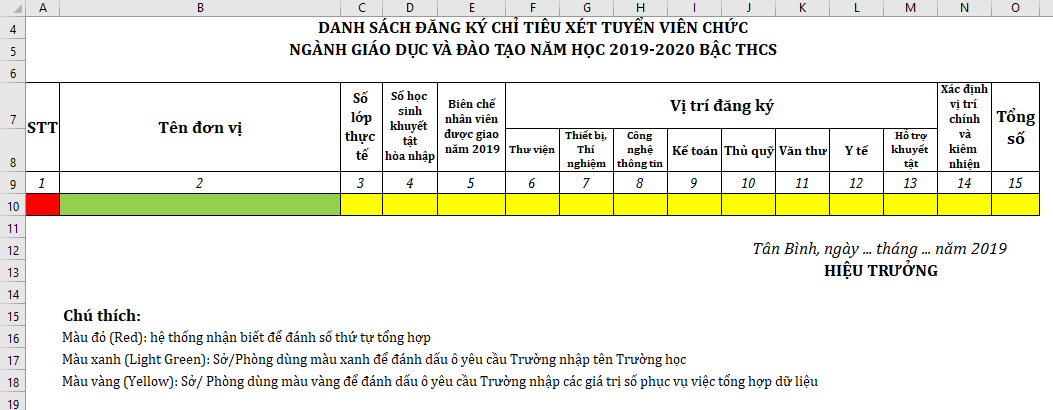 A B C D E F G H I J K L M N O
4 DANH SÁCH ĐĂNG KÝ CHỈ TIÊU XÉT TUYỂN VIÊN CHỨC
5 NGÀNH GIÁO DỤC VÀ ĐÀO TẠO NĂM HỌC 2019-2020 BẬC THCS
6
7
8
STT
Tên đơn vị
Số
lớp
thực
tế
Số học
sinh
khuyết
tật
hòa nhập
Biên chế
nhân viên
được giao
năm 2019
Vị trí đăng ký
Thư viện
Thiết bị,
Thí
nghiệm
Công
nghệ
thông tin
Kế toán
Thủ quỹ
Văn thư
Y tế
Hỗ trợ
khuyết
tật
Xác định
vị trí
chính
và
kiêm
nhiện
Tổng
số
9 1 2 3 4 5 6 7 8 9 10 11 12 13 14 15
10
11
12 Tân Bình, ngày ... tháng ... năm 2019
13 HIỆU TRƯỞNG
14
15 Chú thích:
16 Màu đỏ (Red): hệ thống nhận biết để đánh số thứ tự tổng hợp
17 Màu xanh (Light Green): Sở/Phòng dùng màu xanh để đánh dấu ô yêu cầu Trường nhập tên Trường học
18 Màu vàng (Yellow): Sở/ Phòng dùng màu vàng để đánh dấu ô yêu cầu Trường nhập các giá trị số phục vụ việc tổng hợp dữ liệu
19